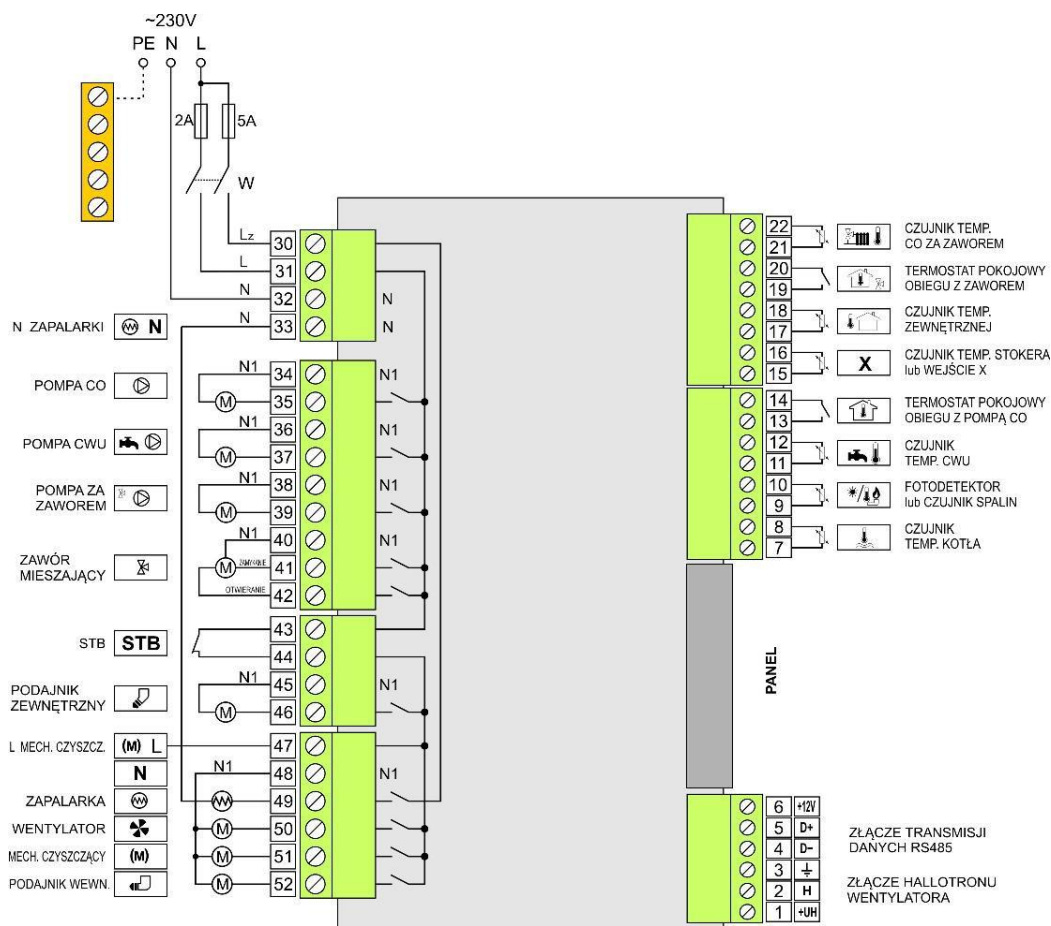 ~230V
PE N L
2A
5A
W
Lz 30
L 31
N 32 N
N 33 N
N ZAPALARKI N
N1 34 N1
POMPA CO
M 35
N1 36 N1
POMPA CWU
M 37
N1 38 N1
POMPA ZA
ZAWOREM
M 39
N1 40 N1
ZAWÓR
MIESZAJĄCY
M ZAMYKANIE 41
OTWIERANIE 42
43
STB STB
44
N1 45 N1
PODAJNIK
ZEWNĘTRZNY
M 46
L MECH. CZYSZCZ. (M) L 47
N N1 48 N1
ZAPALARKA 49
WENTYLATOR M 50
MECH. CZYSZCZĄCY (M) M 51
PODAJNIK WEWN. M 52
22
21
CZUJNIK TEMP.
CO ZA ZAWOREM
20
19
TERMOSTAT POKOJOWY
OBIEGU Z ZAWOREM
18
17
CZUJNIK TEMP.
ZEWNĘTRZNEJ
16
15
X
CZUJNIK TEMP. STOKERA
lub WEJŚCIE X
14
13
TERMOSTAT POKOJOWY
OBIEGU Z POMPĄ CO
12
11
CZUJNIK
TEMP. CWU
10
9
FOTODETEKTOR
lub CZUJNIK SPALIN
8
7
CZUJNIK
TEMP. KOTŁA
PANEL
6 +12V
5 D+
4 D-
3
2 H
1 +UH
ZŁĄCZE TRANSMISJI
DANYCH RS485
ZŁĄCZE HALLOTRONU
WENTYLATORA